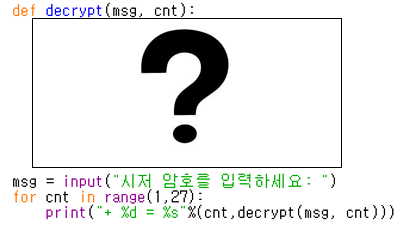 def decrypt(msg, cnt):
?
msg = input("시저 암호를 입력하세요: ")
for cnt in range(1,27):
    print("+ %d = %s"%(cnt,decrypt(msg, cnt)))